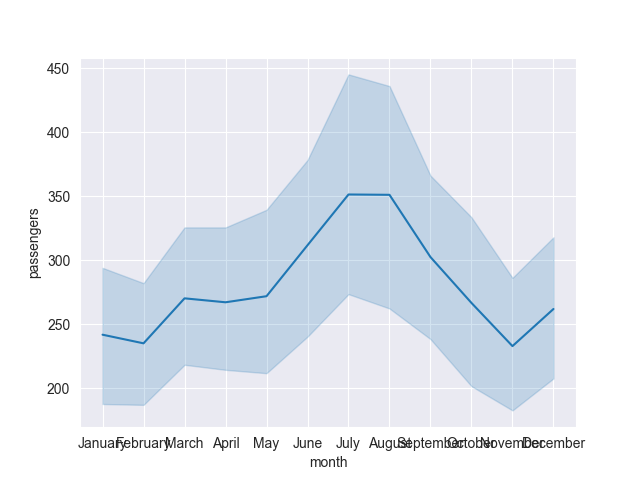 450
400
350
300
250
200
passengers
January February March April May June July August September October November December
month